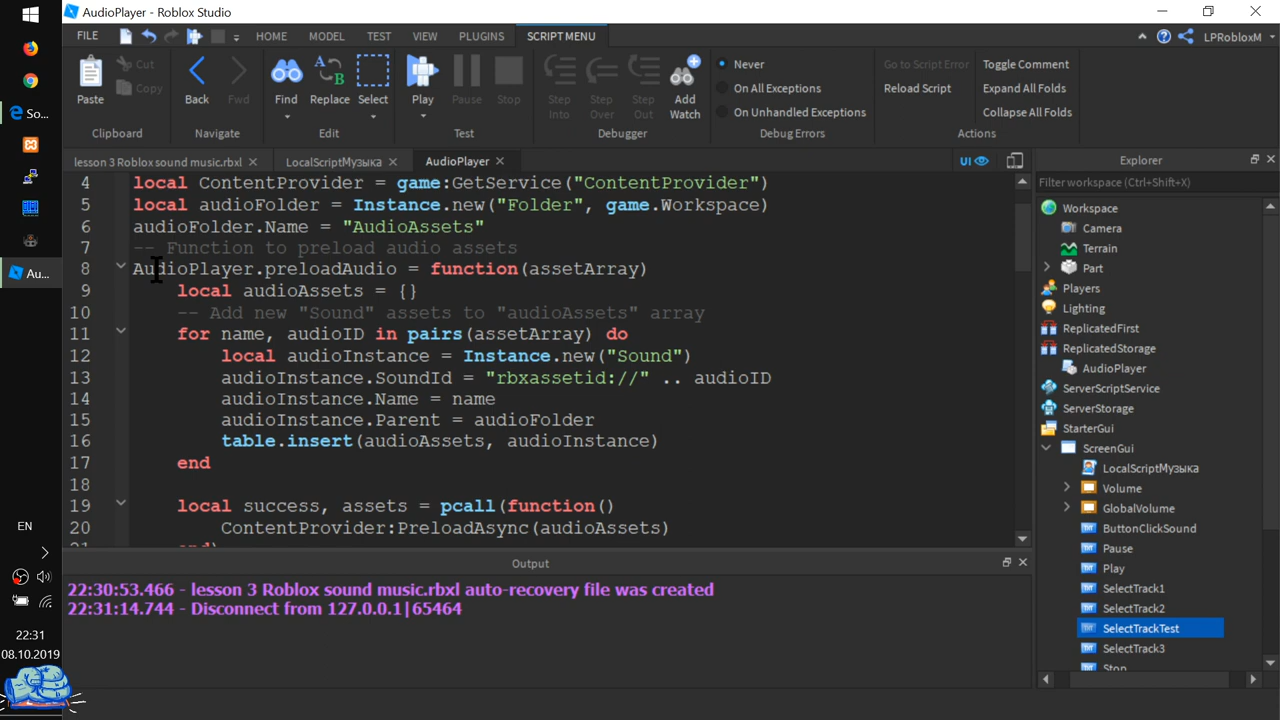 AudioPlayer - Roblox Studio
FILE HOME MODEL TEST VIEW PLUGINS SCRIPT MENU LPRobloxM
Paste Cut Copy Back Fwd Find Replace Select Play Pause Stop Step Into Step Over Step Out Add Watch
Never
On All Exceptions
On Unhandled Exceptions
Go to Script Error
Reload Script
Toggle Comment
Expand All Folds
Collapse All Folds
Clipboard Navigate Edit Test Debugger Debug Errors Actions
lesson 3 Roblox sound music.rbxl LocalScriptМузыка AudioPlayer UI Explorer
Filter workspace (Ctrl+Shift+X)
4 local ContentProvider = game:GetService("ContentProvider")
5 local audioFolder = Instance.new("Folder", game.Workspace)
6 audioFolder.Name = "AudioAssets"
7 -- Function to preload audio assets
8 AudioPlayer.preloadAudio = function(assetArray)
9 local audioAssets = {}
10 -- Add new "Sound" assets to "audioAssets" array
11 for name, audioID in pairs(assetArray) do
12 local audioInstance = Instance.new("Sound")
13 audioInstance.SoundId = "rbxassetid://" .. audioID
14 audioInstance.Name = name
15 audioInstance.Parent = audioFolder
16 table.insert(audioAssets, audioInstance)
17 end
18
19 local success, assets = pcall(function()
20 ContentProvider:PreloadAsync(audioAssets)
21 end)
Output
22:30:53.466 - lesson 3 Roblox sound music.rbxl auto-recovery file was created
22:31:14.744 - Disconnect from 127.0.0.1|65464
Workspace
Camera
Terrain
Part
Players
Lighting
ReplicatedFirst
ReplicatedStorage
AudioPlayer
ServerScriptService
ServerStorage
StarterGui
ScreenGui
LocalScriptМузыка
Volume
GlobalVolume
ButtonClickSound
Pause
Play
SelectTrack1
SelectTrack2
SelectTrackTest
SelectTrack3
Stop
So...
Au...
EN
22:31
08.10.2019